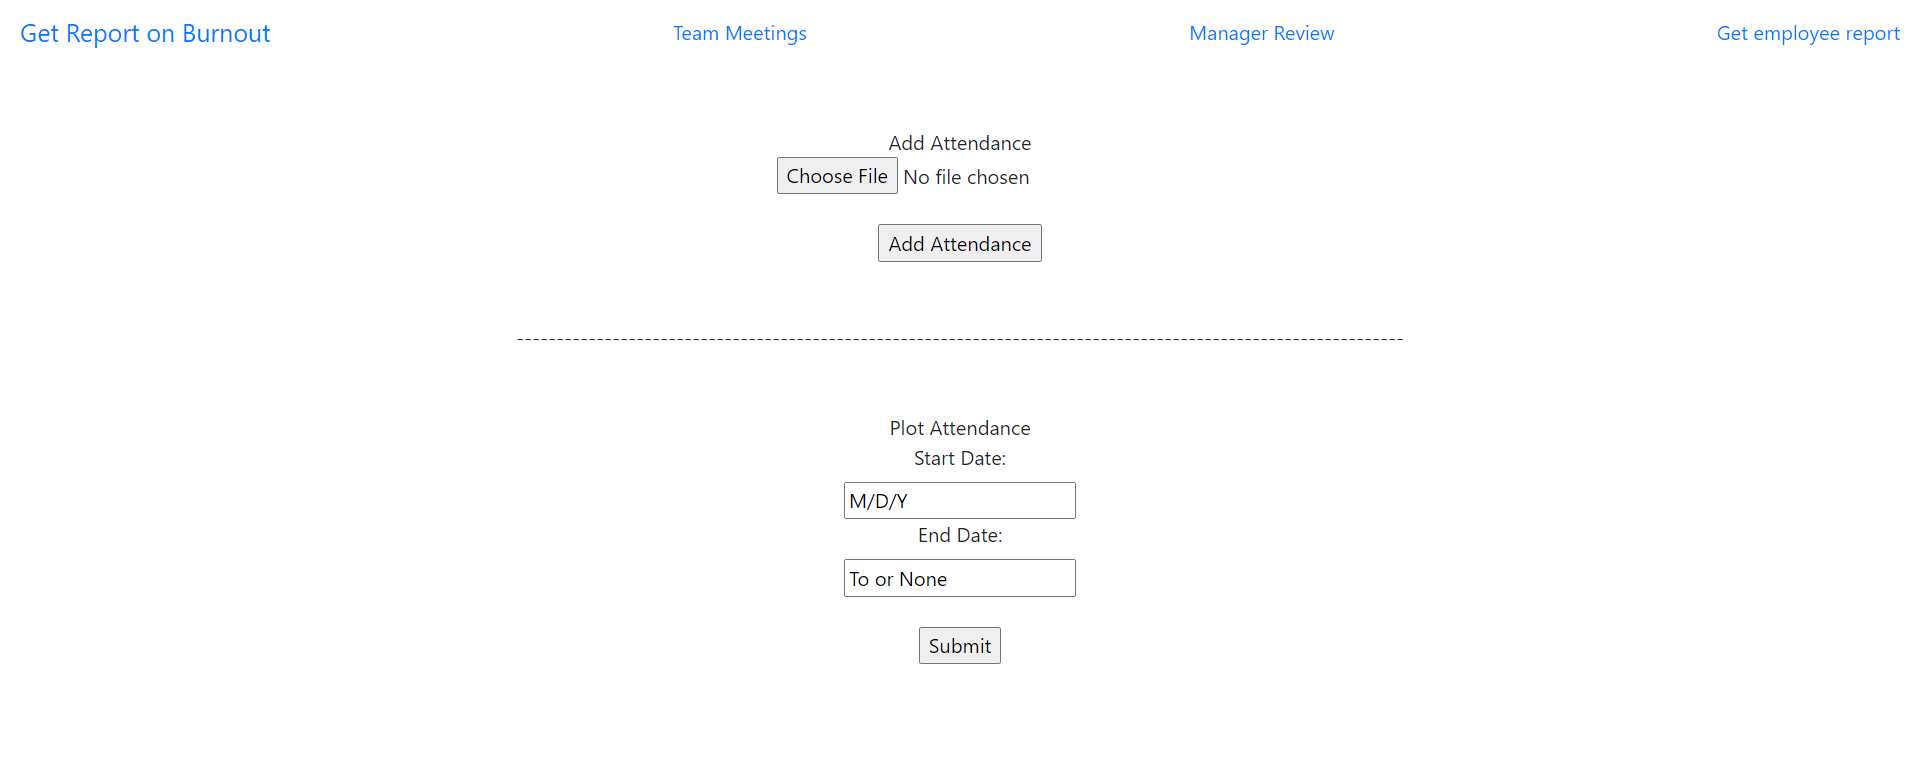 Get Report on Burnout Team Meetings Manager Review Get employee report
Add Attendance
Choose File No file chosen
Add Attendance
---------------------------------------------------------------------------------------------------------------
Plot Attendance
Start Date:
M/D/Y
End Date:
To or None
Submit